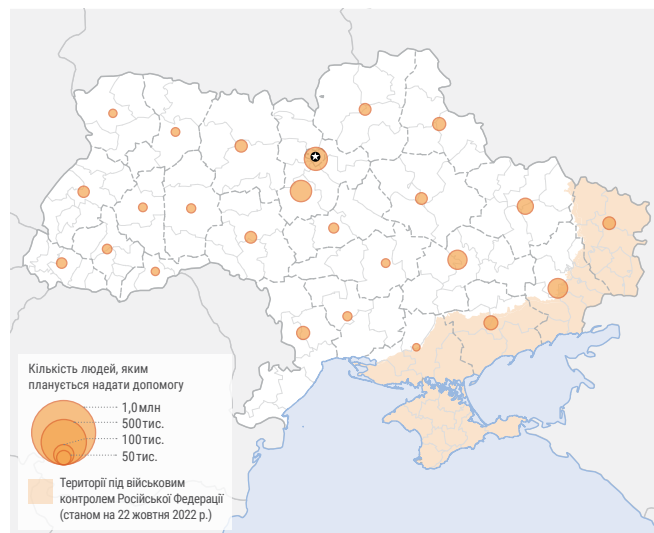 Кількість людей, яким
планується надати допомогу
1,0 млн
500 тис.
100 тис.
50 тис.
Території під військовим
контролем Російської Федерації
(станом на 22 жовтня 2022 р.)